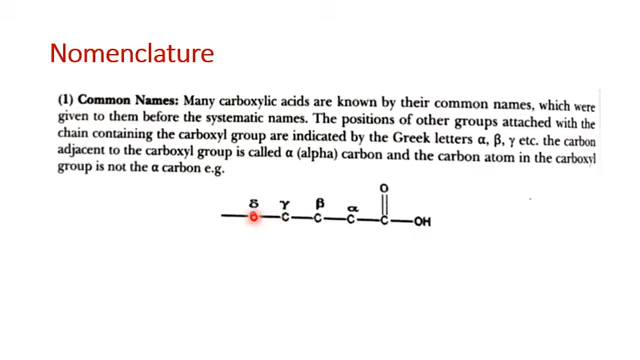 Nomenclature
(1) Common Names: Many carboxylic acids are known by their common names, which were
given to them before the systematic names. The positions of other groups attached with the
chain containing the carboxyl group are indicated by the Greek letters α, β, γ etc. the carbon
adjacent to the carboxyl group is called α (alpha) carbon and the carbon atom in the carboxyl
group is not the α carbon e.g.
O
δ γ β α
C C C C OH